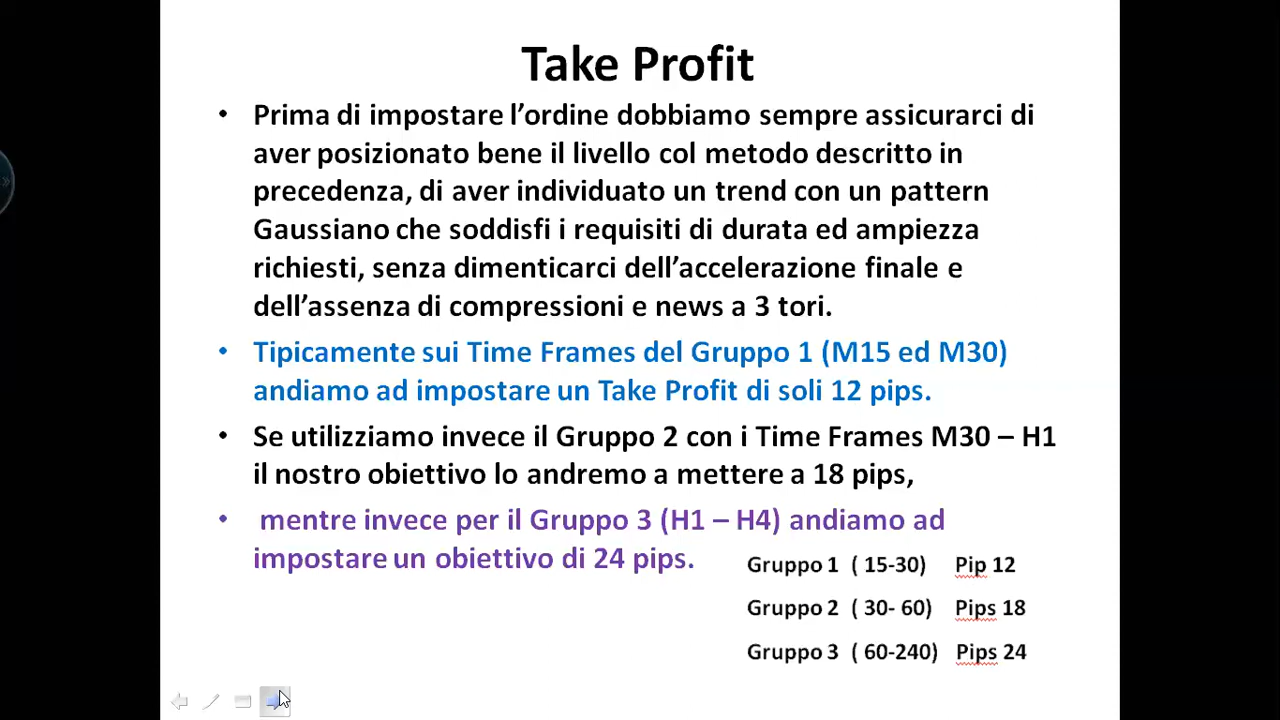 Take Profit
• Prima di impostare l’ordine dobbiamo sempre assicurarci di
aver posizionato bene il livello col metodo descritto in
precedenza, di aver individuato un trend con un pattern
Gaussiano che soddisfi i requisiti di durata ed ampiezza
richiesti, senza dimenticarci dell’accelerazione finale e
dell’assenza di compressioni e news a 3 tori.
• Tipicamente sui Time Frames del Gruppo 1 (M15 ed M30)
andiamo ad impostare un Take Profit di soli 12 pips.
• Se utilizziamo invece il Gruppo 2 con i Time Frames M30 – H1
il nostro obiettivo lo andremo a mettere a 18 pips,
• mentre invece per il Gruppo 3 (H1 – H4) andiamo ad
impostare un obiettivo di 24 pips.
Gruppo 1 ( 15-30) Pip 12
Gruppo 2 ( 30- 60) Pips 18
Gruppo 3 ( 60-240) Pips 24